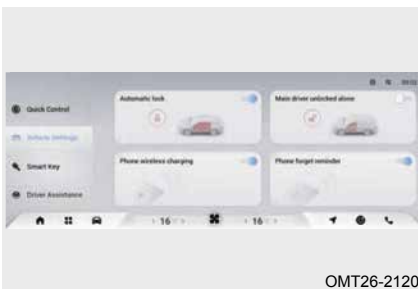 Quick Control
Vehicle Settings
Smart Key
Driver Assistance
Automatic lock
Main driver unlocked alone
Phone wireless charging
Phone forget reminder
16
16
OMT26-2120